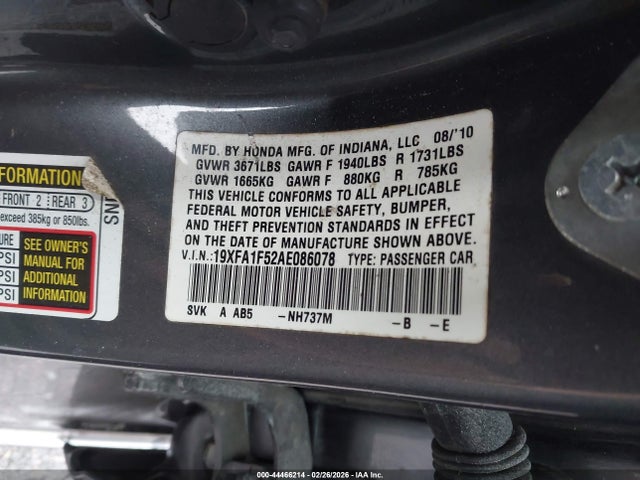 MFD. BY HONDA MFG. OF INDIANA, LLC 08/'10
GVWR 3671LBS GAWR F 1940LBS R 1731LBS
GVWR 1665KG GAWR F 880KG R 785KG
THIS VEHICLE CONFORMS TO ALL APPLICABLE
FEDERAL MOTOR VEHICLE SAFETY, BUMPER,
AND THEFT PREVENTION STANDARDS IN EFFECT
ON THE DATE OF MANUFACTURE SHOWN ABOVE.
V.I.N.: 19XFA1F52AE086078 TYPE: PASSENGER CAR
SVK A AB5 -NH737M -B -E
INFORMATION
FRONT 2 REAR 3
exceed 385kg or 850lbs.
SEE OWNER'S
MANUAL FOR
ADDITIONAL
INFORMATION
PSI
PSI
000-44466214 - 02/26/2026 - IAA Inc.